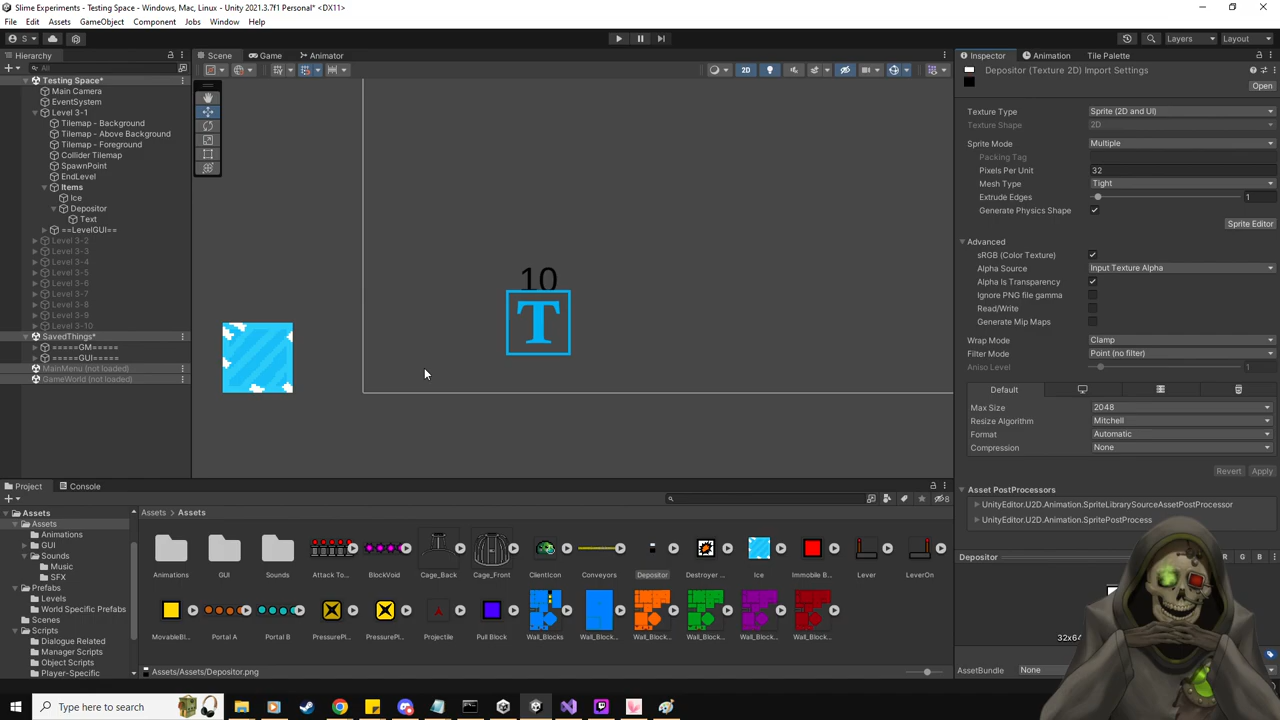 Slime Experiments - Testing Space - Windows, Mac, Linux - Unity 2021.3.7f1 Personal* <DX11>
File Edit Assets GameObject Component Jobs Window Help
S Layers Layout
Hierarchy Scene Game Animator Inspector Animation Tile Palette
All 2D Depositor (Texture 2D) Import Settings
Open
Testing Space*
Main Camera
EventSystem
Level 3-1
Tilemap - Background
Tilemap - Above Background
Tilemap - Foreground
Collider Tilemap
SpawnPoint
EndLevel
Items
Ice
Depositor
Text
==LevelGUI==
Level 3-2
Level 3-3
Level 3-4
Level 3-5
Level 3-6
Level 3-7
Level 3-8
Level 3-9
Level 3-10
SavedThings*
=====GM=====
=====GUI=====
MainMenu (not loaded)
GameWorld (not loaded)
10
T
Texture Type Sprite (2D and UI)
Texture Shape 2D
Sprite Mode Multiple
Packing Tag
Pixels Per Unit 32
Mesh Type Tight
Extrude Edges 1
Generate Physics Shape
Sprite Editor
Advanced
sRGB (Color Texture)
Alpha Source Input Texture Alpha
Alpha Is Transparency
Ignore PNG file gamma
Read/Write
Generate Mip Maps
Wrap Mode Clamp
Filter Mode Point (no filter)
Aniso Level 1
Default
Max Size 2048
Resize Algorithm Mitchell
Format Automatic
Compression None
Revert Apply
Asset PostProcessors
UnityEditor.U2D.Animation.SpriteLibrarySourceAssetPostProcessor
UnityEditor.U2D.Animation.SpritePostProcess
Depositor R G B
32x64
AssetBundle None
Project Console
8
Favorites
Assets
Animations
GUI
Sounds
Music
SFX
Prefabs
Levels
World Specific Prefabs
Scenes
Scripts
Dialogue Related
Manager Scripts
Object Scripts
Player-Specific
Assets > Assets
Animations GUI Sounds Attack To... BlockVoid Cage_Back Cage_Front ClientIcon Conveyors Depositor Destroyer ... Ice Immobile B... Lever LeverOn
MovableBl... Portal A Portal B PressurePl... PressurePl... Projectile Pull Block Wall_Blocks Wall_Block... Wall_Bloc... Wall_Bloc... Wall_Bloc... Wall_Bloc...
Assets/Assets/Depositor.png
Type here to search